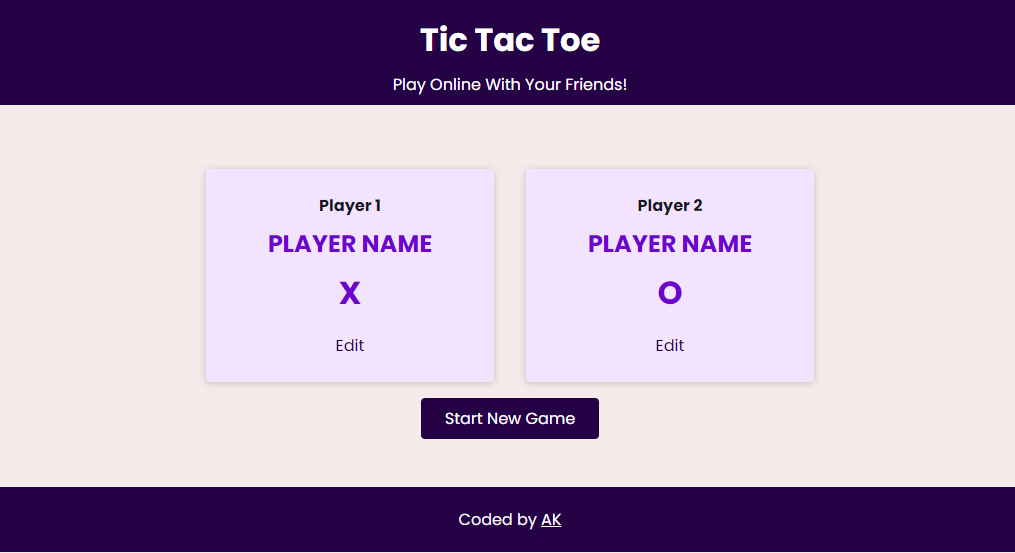 Tic Tac Toe
Play Online With Your Friends!
Player 1
PLAYER NAME
X
Edit
Player 2
PLAYER NAME
O
Edit
Start New Game
Coded by AK